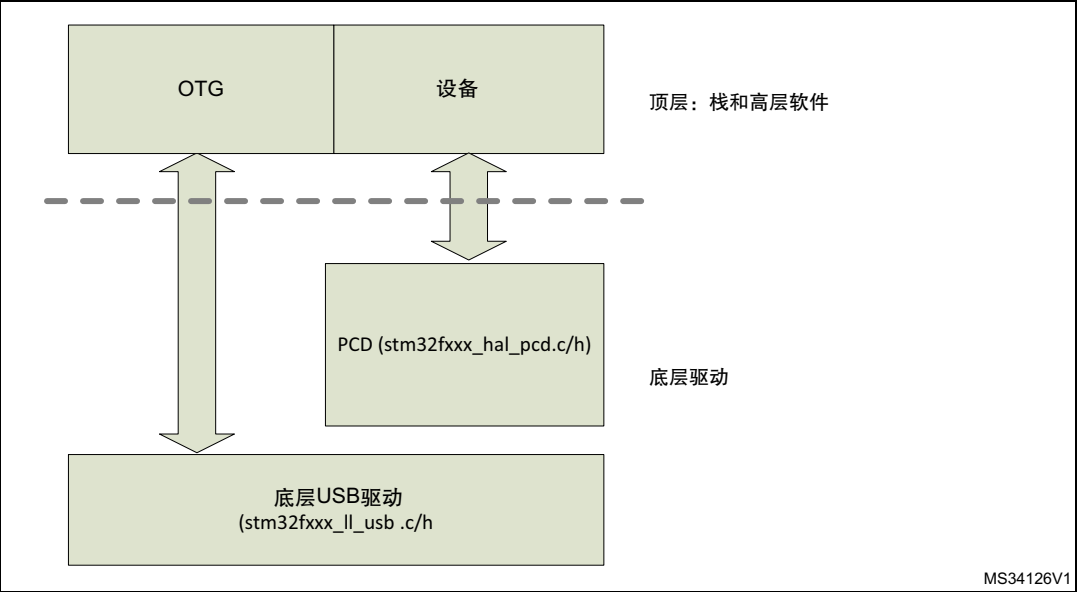 OTG
设备
顶层：栈和高层软件
PCD (stm32fxxx_hal_pcd.c/h)
底层驱动
底层USB驱动
(stm32fxxx_ll_usb .c/h
MS34126V1